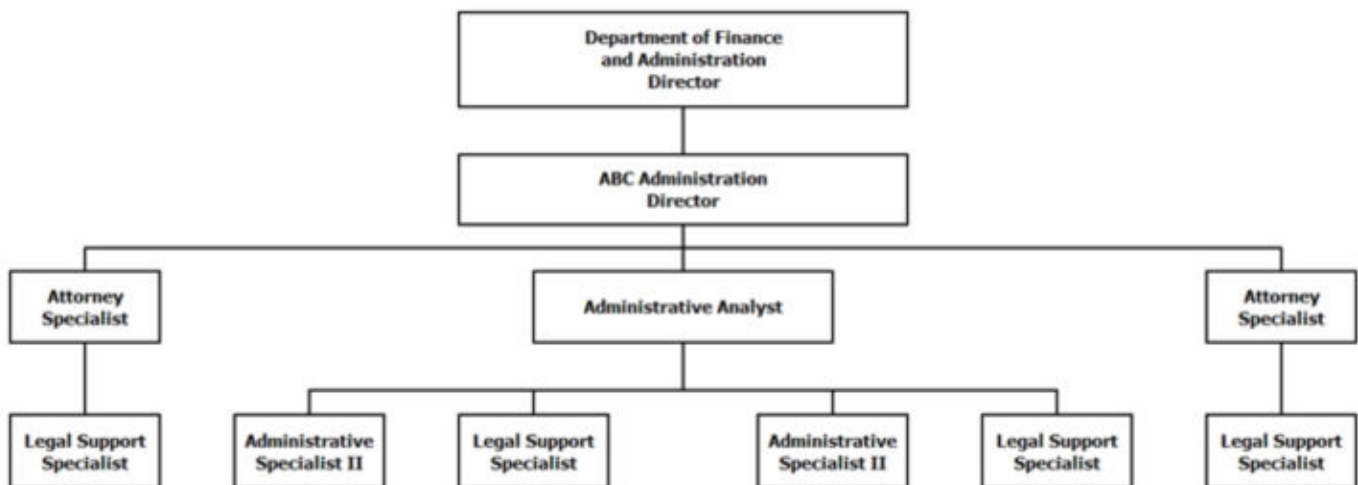 Department of Finance
and Administration
Director
ABC Administration
Director
Attorney
Specialist
Administrative Analyst
Attorney
Specialist
Legal Support
Specialist
Administrative
Specialist II
Legal Support
Specialist
Administrative
Specialist II
Legal Support
Specialist
Legal Support
Specialist